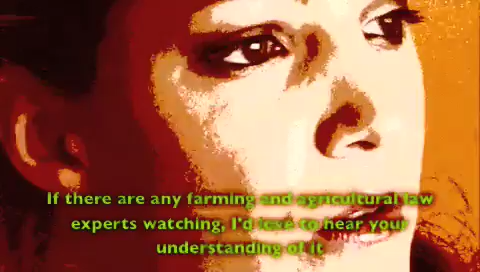 If there are any farming and agricultural law
experts watching, I'd love to hear your
understanding of it